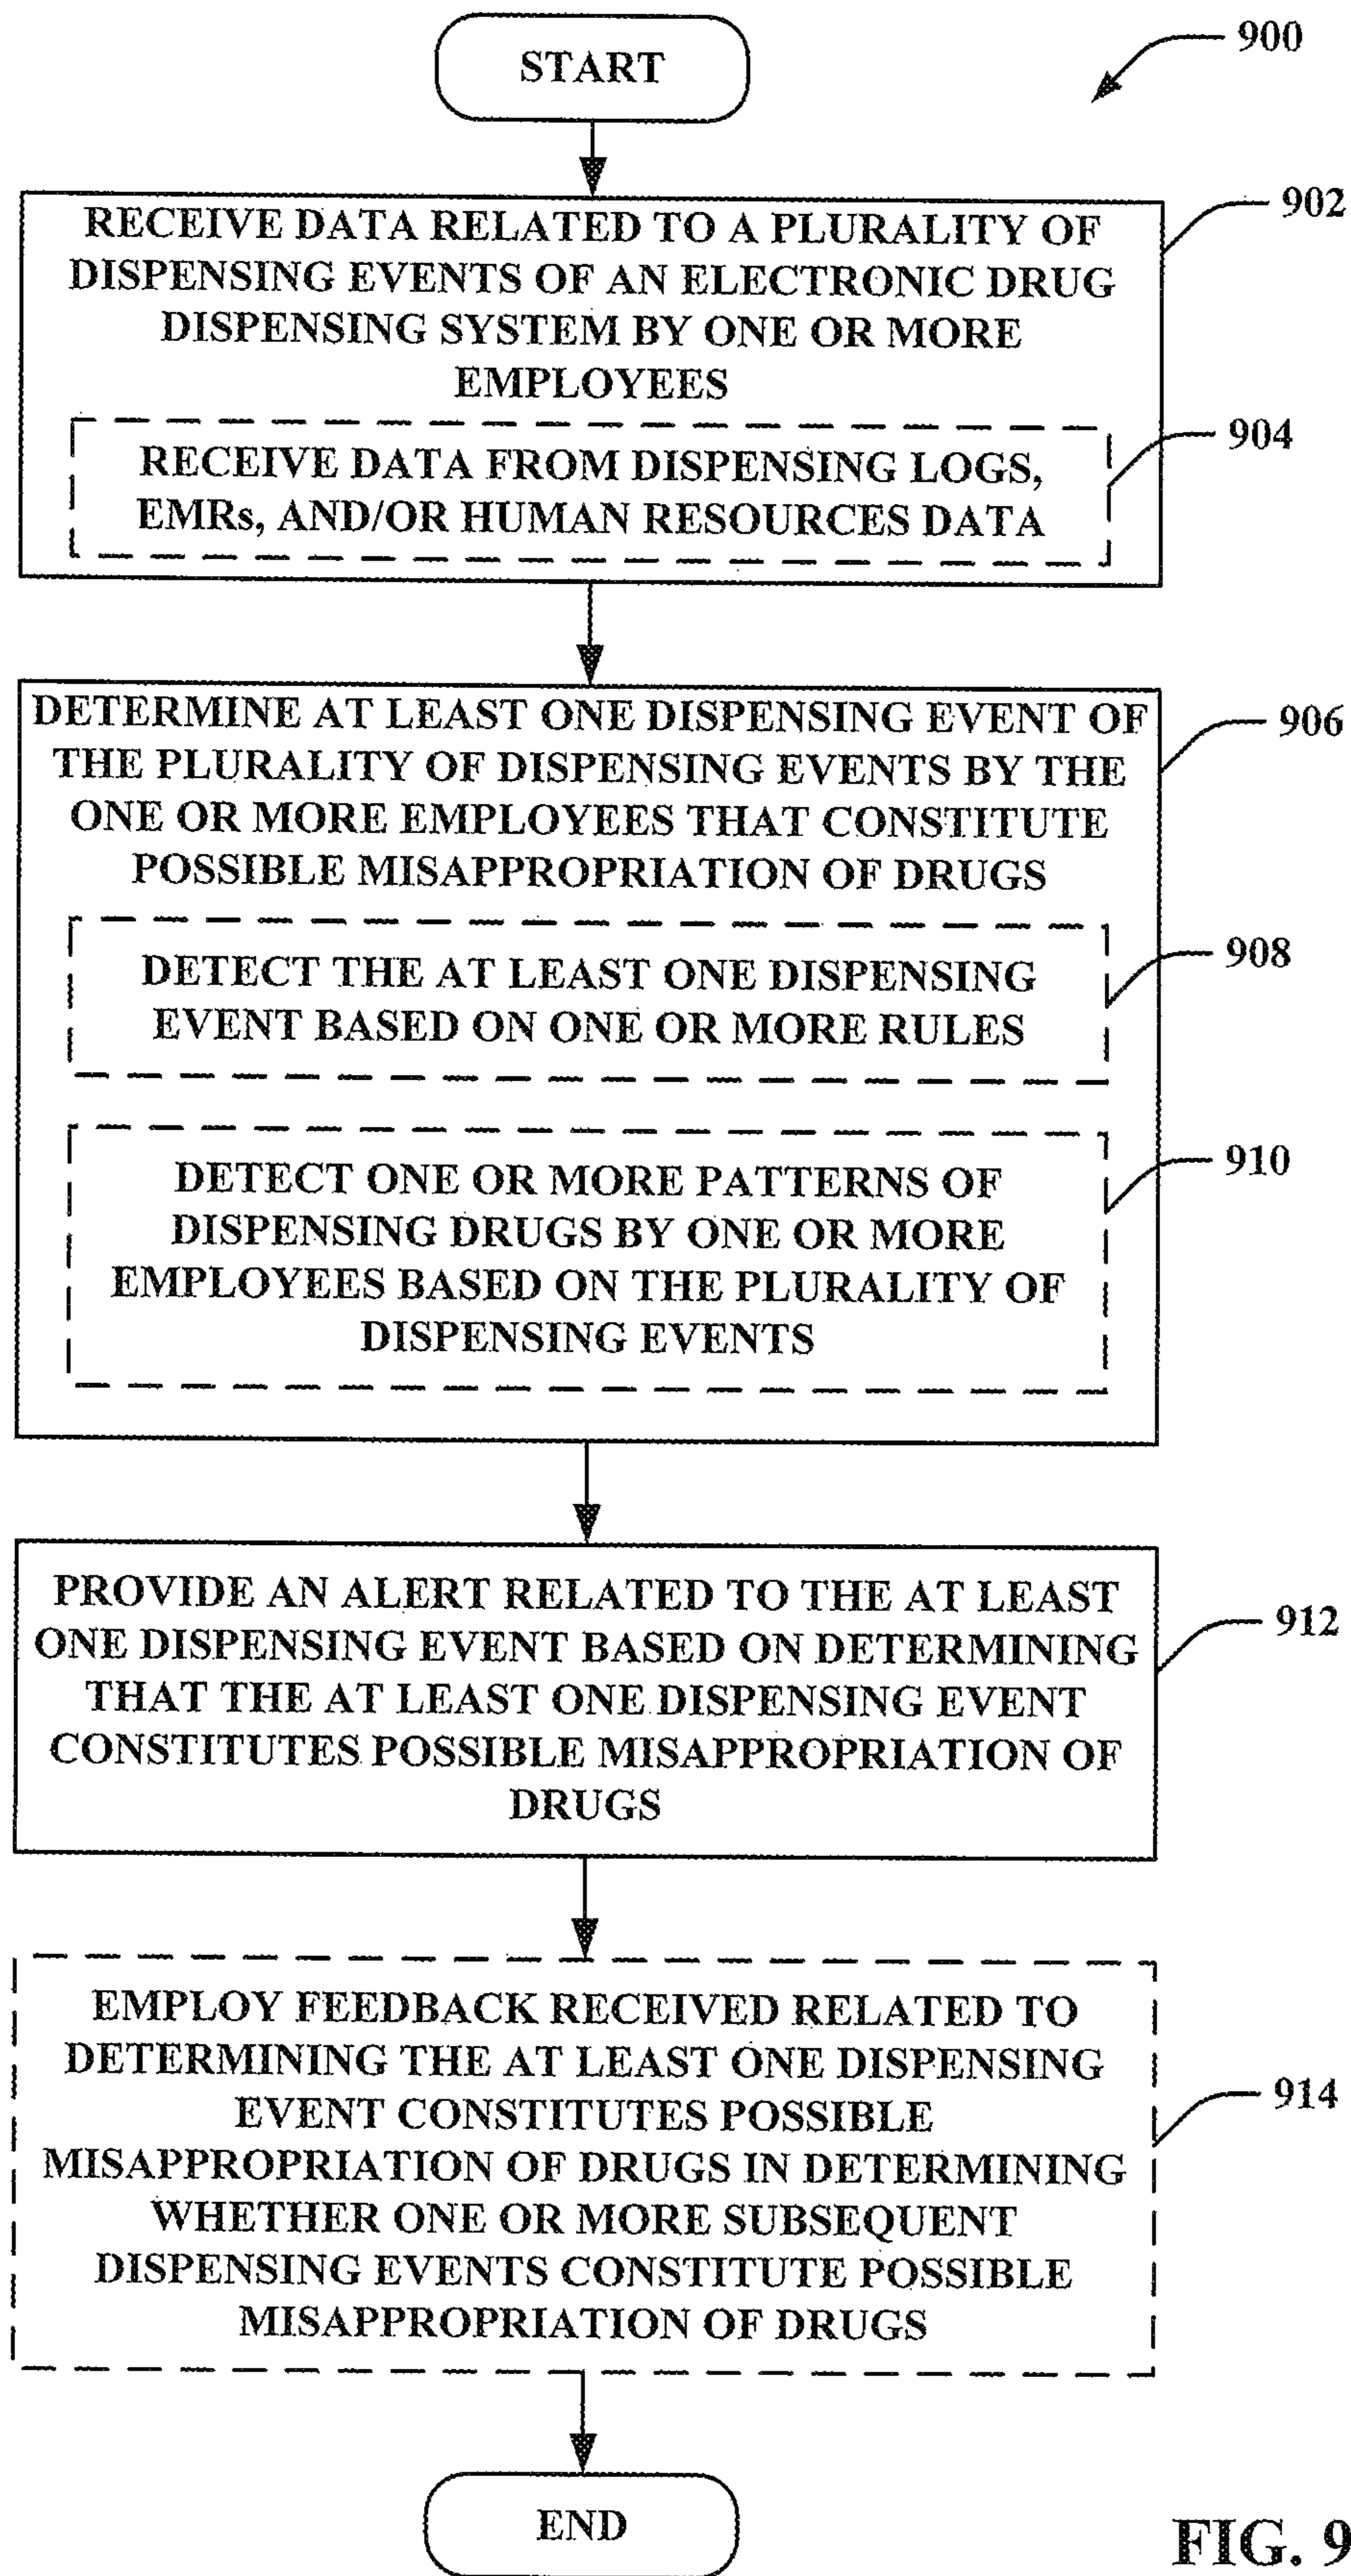 START
900
RECEIVE DATA RELATED TO A PLURALITY OF
DISPENSING EVENTS OF AN ELECTRONIC DRUG
DISPENSING SYSTEM BY ONE OR MORE
EMPLOYEES
902
RECEIVE DATA FROM DISPENSING LOGS,
EMRs, AND/OR HUMAN RESOURCES DATA
904
DETERMINE AT LEAST ONE DISPENSING EVENT OF
THE PLURALITY OF DISPENSING EVENTS BY THE
ONE OR MORE EMPLOYEES THAT CONSTITUTE
POSSIBLE MISAPPROPRIATION OF DRUGS
906
DETECT THE AT LEAST ONE DISPENSING
EVENT BASED ON ONE OR MORE RULES
908
DETECT ONE OR MORE PATTERNS OF
DISPENSING DRUGS BY ONE OR MORE
EMPLOYEES BASED ON THE PLURALITY OF
DISPENSING EVENTS
910
PROVIDE AN ALERT RELATED TO THE AT LEAST
ONE DISPENSING EVENT BASED ON DETERMINING
THAT THE AT LEAST ONE DISPENSING EVENT
CONSTITUTES POSSIBLE MISAPPROPRIATION OF
DRUGS
912
EMPLOY FEEDBACK RECEIVED RELATED TO
DETERMINING THE AT LEAST ONE DISPENSING
EVENT CONSTITUTES POSSIBLE
MISAPPROPRIATION OF DRUGS IN DETERMINING
WHETHER ONE OR MORE SUBSEQUENT
DISPENSING EVENTS CONSTITUTE POSSIBLE
MISAPPROPRIATION OF DRUGS
914
END
FIG. 9